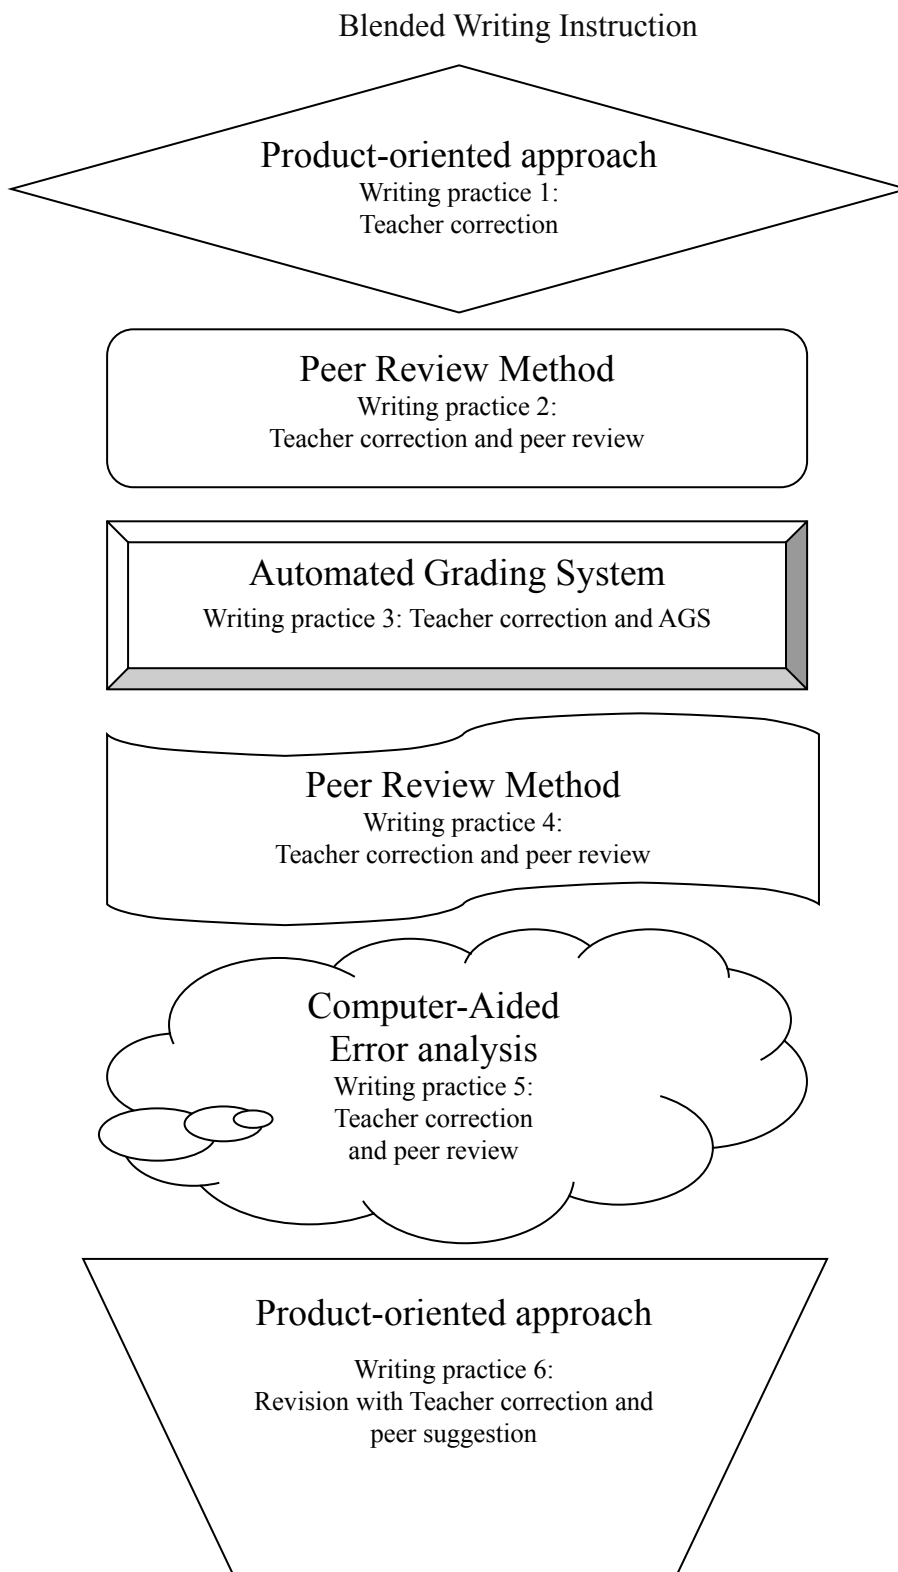 Blended Writing Instruction
Product-oriented approach
Writing practice 1:
Teacher correction
Peer Review Method
Writing practice 2:
Teacher correction and peer review
Automated Grading System
Writing practice 3: Teacher correction and AGS
Peer Review Method
Writing practice 4:
Teacher correction and peer review
Computer-Aided
Error analysis
Writing practice 5:
Teacher correction
and peer review
Product-oriented approach
Writing practice 6:
Revision with Teacher correction and
peer suggestion